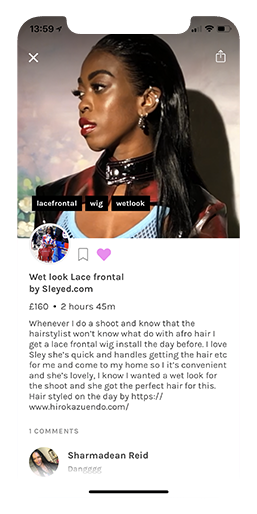 13:59
lacefrontal wig wetlook
Wet look Lace frontal
by Sleyed.com
£160 • 2 hours 45m
Whenever I do a shoot and know that the
hairstylist won't know what do with afro hair I
get a lace frontal wig install the day before. I love
Sley she's quick and handles getting the hair etc
for me and come to my home so I it's convenient
and she's lovely, I know I wanted a wet look for
the shoot and she got the perfect hair for this.
Hair styled on the day by https://
www.hirokazuendo.com/
1 COMMENTS
Sharmadean Reid
Dangggg